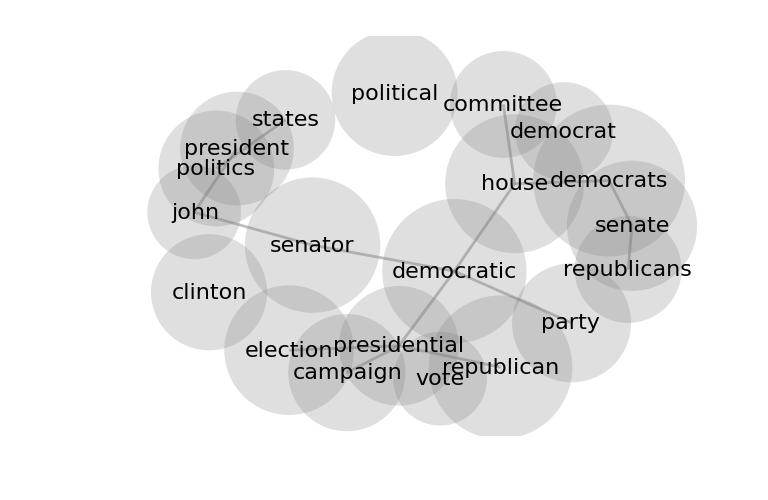 political
committee
states
democrat
president
politics
house
democrats
john
senate
senator
democratic
republicans
clinton
party
election
presidential
campaign
republican
vote